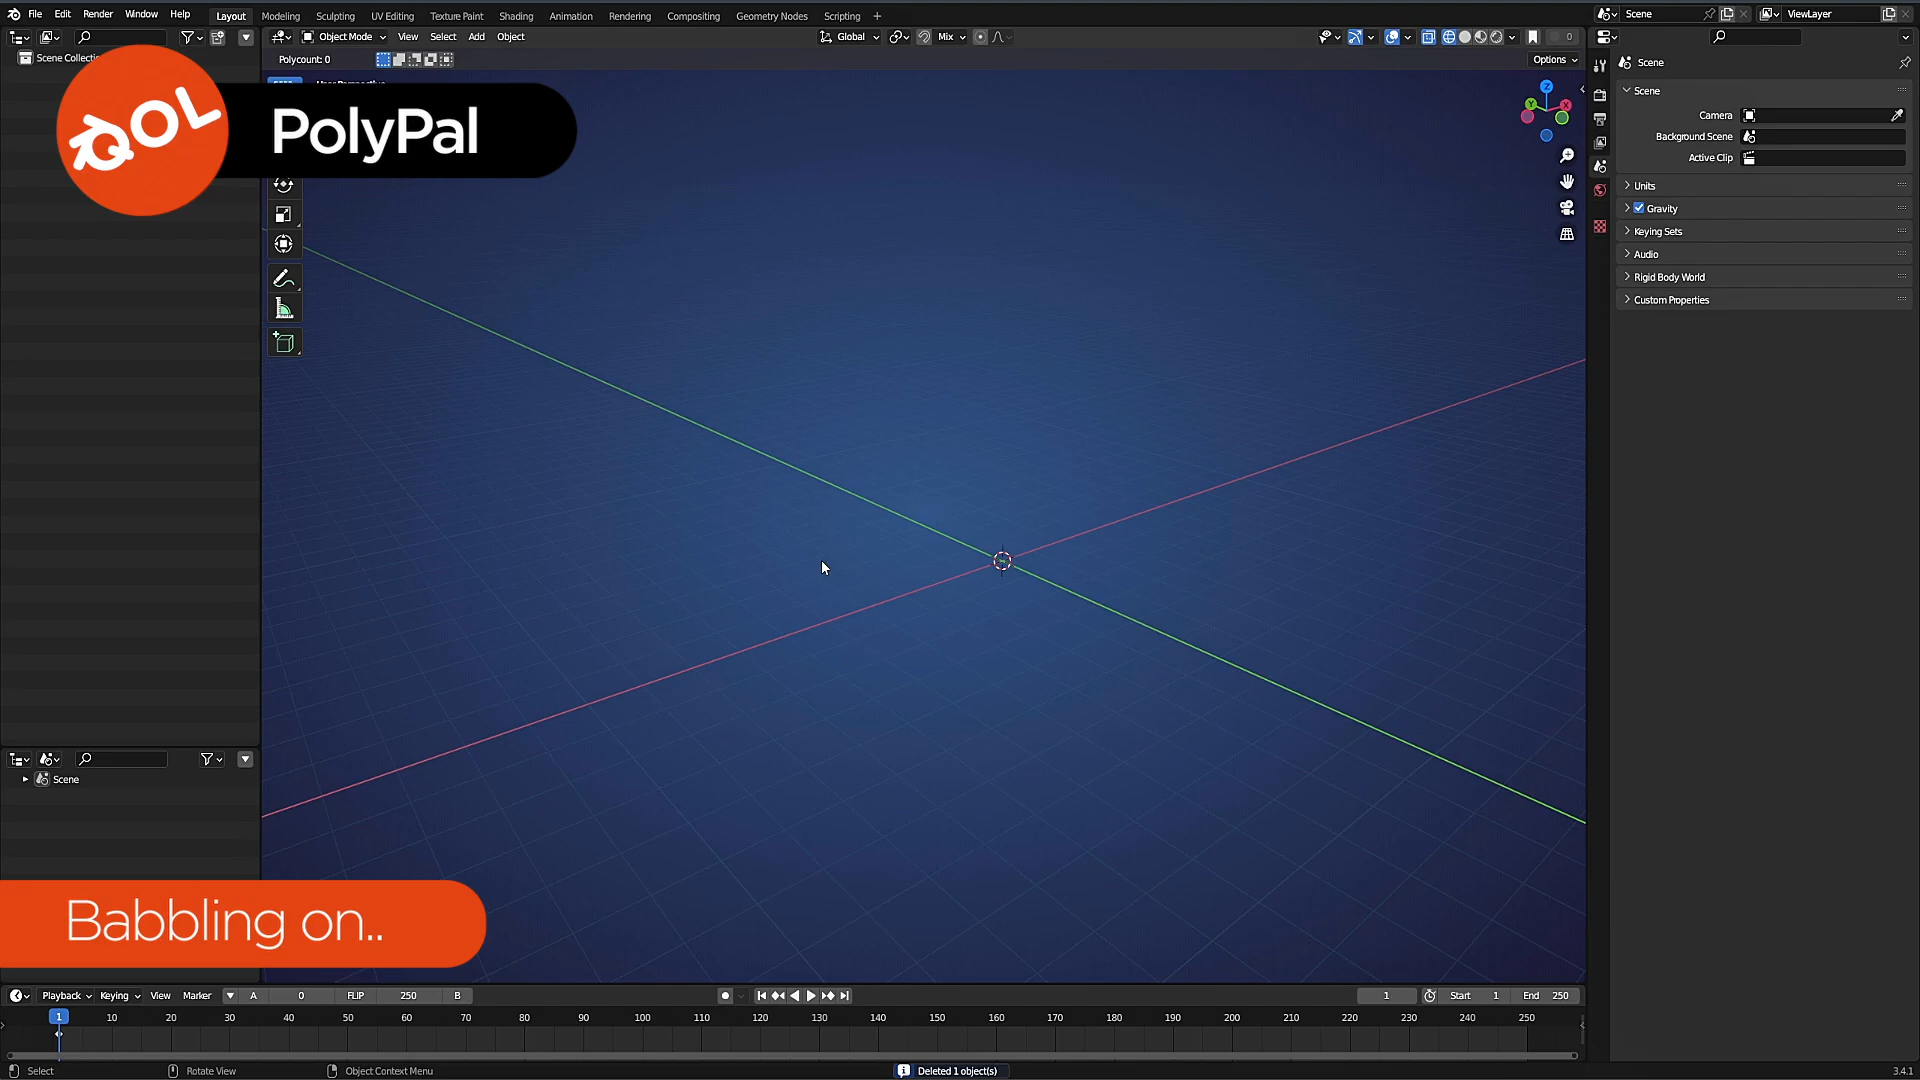 File Edit Render Window Help Layout Modeling Sculpting UV Editing Texture Paint Shading Animation Rendering Compositing Geometry Nodes Scripting + Scene ViewLayer
Object Mode View Select Add Object Global Mix 0
Polycount: 0 Options
Scene Collectio
QOL
PolyPal
Z
Y X
Scene
Scene
Camera
Background Scene
Active Clip
Units
Gravity
Keying Sets
Audio
Rigid Body World
Custom Properties
Scene
Babbling on..
Playback Keying View Marker A 0 FLIP 250 B 1 Start 1 End 250
1 10 20 30 40 50 60 70 80 90 100 110 120 130 140 150 160 170 180 190 200 210 220 230 240 250
Select Rotate View Object Context Menu Deleted 1 object(s) 3.4.1